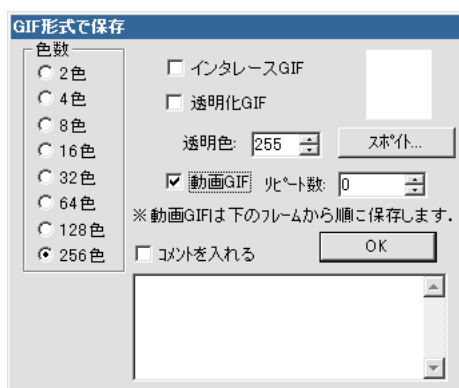 GIF形式で保存
色数
2色
4色
8色
16色
32色
64色
128色
256色
インタレースGIF
透明化GIF
透明色: 255 スポイト...
動画GIF リピート数: 0
※動画GIFは下のフレームから順に保存します.
コメントを入れる OK